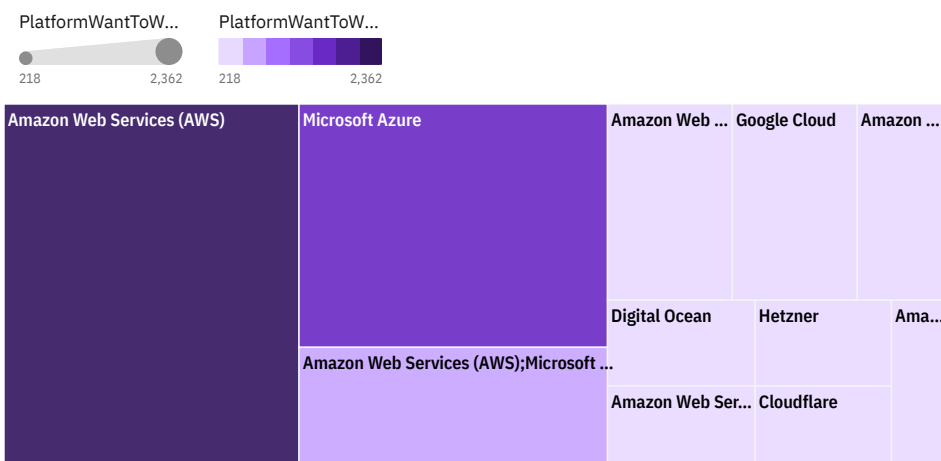 PlatformWantToW... PlatformWantToW...
218 2,362 218 2,362
Amazon Web Services (AWS) Microsoft Azure Amazon Web ... Google Cloud Amazon ...
Digital Ocean Hetzner Ama...
Amazon Web Services (AWS);Microsoft ...
Amazon Web Ser... Cloudflare